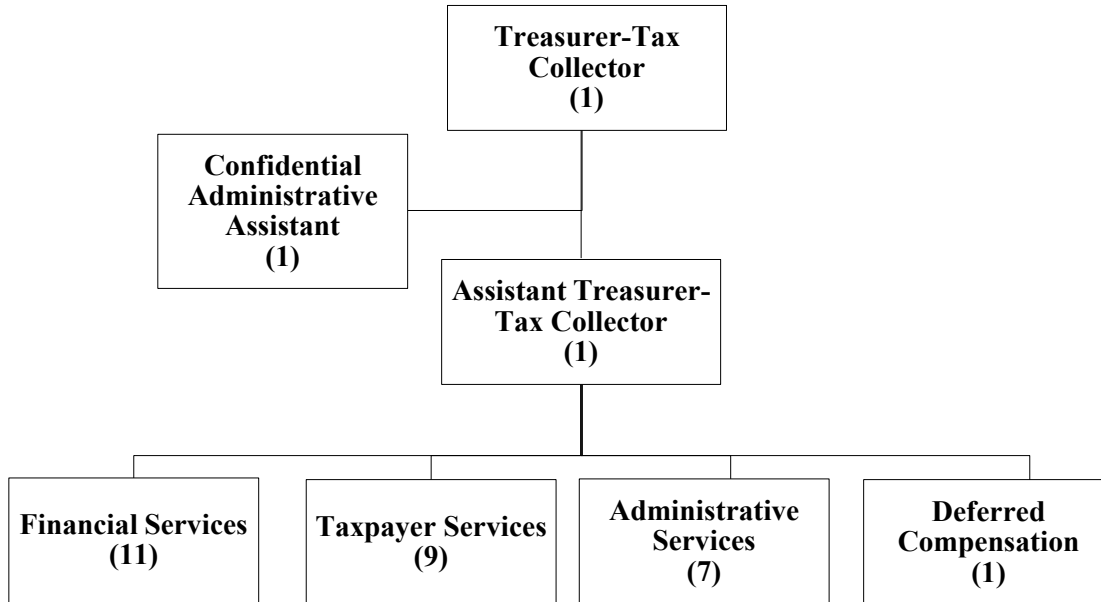 Treasurer-Tax
Collector
(1)
Confidential
Administrative
Assistant
(1)
Assistant Treasurer-
Tax Collector
(1)
Financial Services
(11)
Taxpayer Services
(9)
Administrative
Services
(7)
Deferred
Compensation
(1)